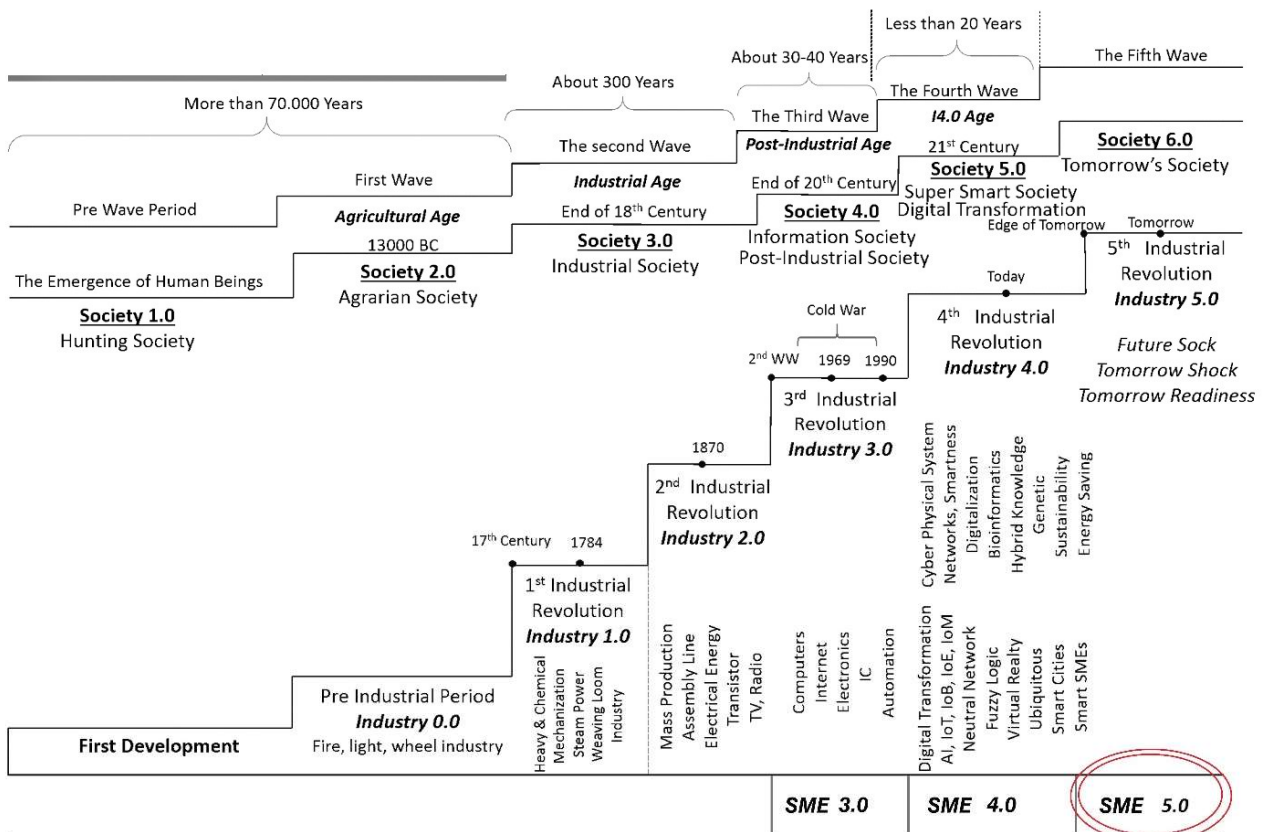 Less than 20 Years
About 30-40 Years
The Fifth Wave
About 300 Years
More than 70.000 Years
The Fourth Wave
I4.0 Age
The Third Wave
Post-Industrial Age
The second Wave
Industrial Age
First Wave
Agricultural Age
Pre Wave Period
21st Century
Society 5.0
Super Smart Society
Digital Transformation
Society 6.0
Tomorrow's Society
End of 20th Century
Society 4.0
Information Society
Post-Industrial Society
End of 18th Century
Society 3.0
Industrial Society
13000 BC
Society 2.0
Agrarian Society
The Emergence of Human Beings
Society 1.0
Hunting Society
Edge of Tomorrow
Tomorrow
5th Industrial
Revolution
Industry 5.0
Future Sock
Tomorrow Shock
Tomorrow Readiness
Today
4th Industrial
Revolution
Industry 4.0
Cold War
2nd WW
1969
1990
3rd Industrial
Revolution
Industry 3.0
1870
2nd Industrial
Revolution
Industry 2.0
17th Century
1784
1st Industrial
Revolution
Industry 1.0
Pre Industrial Period
Industry 0.0
Fire, light, wheel industry
First Development
Heavy & Chemical
Mechanization
Steam Power
Weaving Loom
Industry
Mass Production
Assembly Line
Electrical Energy
Transistor
TV, Radio
Computers
Internet
Electronics
IC
Automation
Cyber Physical System
Networks, Smartness
Digitalization
Bioinformatics
Hybrid Knowledge
Genetic
Sustainability
Energy Saving
Digital Transformation
AI, IoT, IoB, IoE, IoM
Neutral Network
Fuzzy Logic
Virtual Realty
Ubiquitous
Smart Cities
Smart SMEs
SME 3.0
SME 4.0
SME 5.0